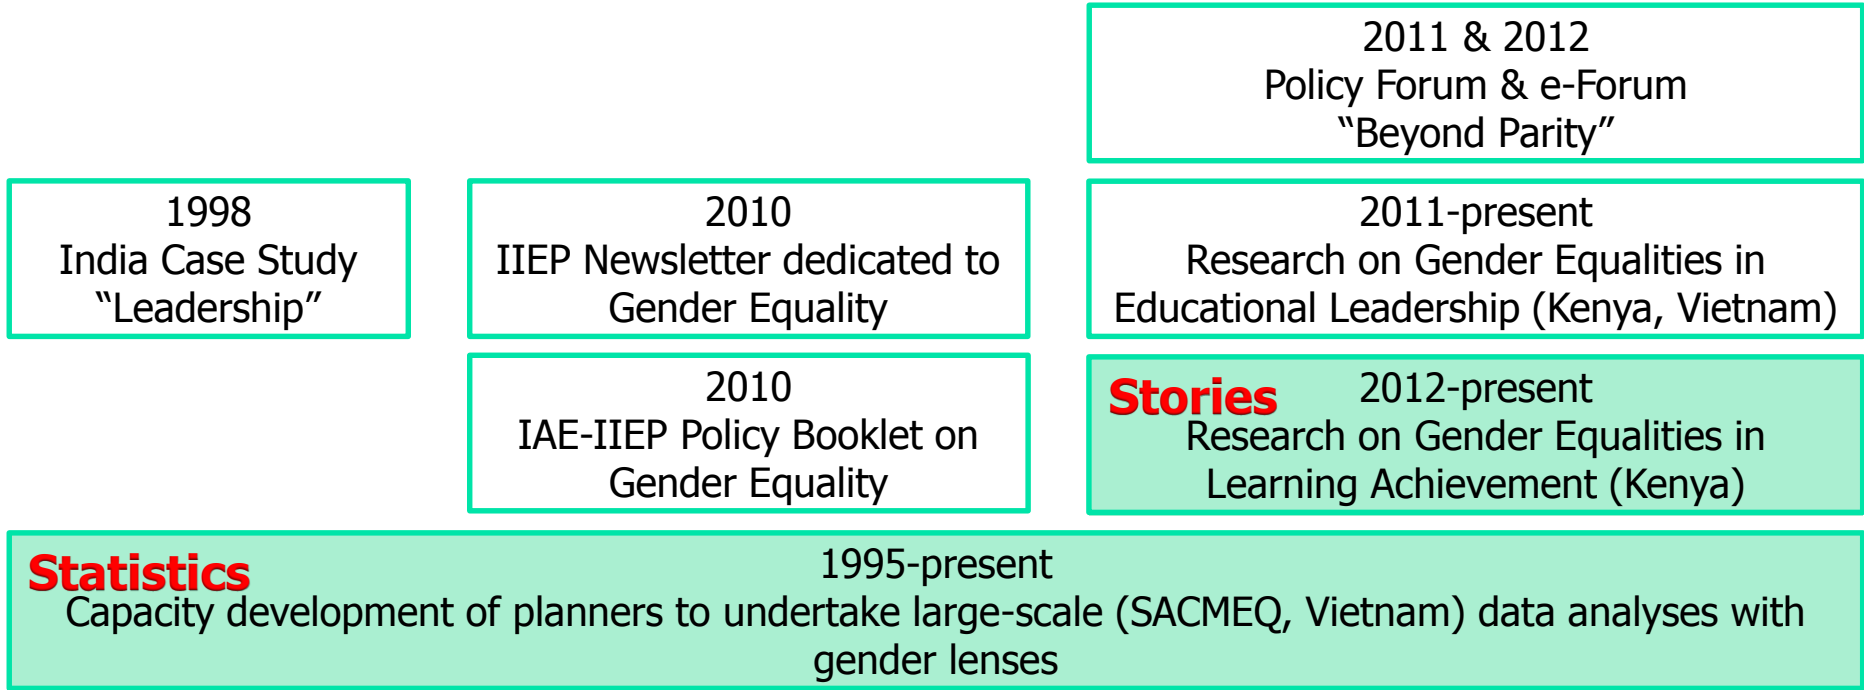 2011 & 2012
Policy Forum & e-Forum
“Beyond Parity”
1998
India Case Study
“Leadership”
2010
IIEP Newsletter dedicated to
Gender Equality
2011-present
Research on Gender Equalities in
Educational Leadership (Kenya, Vietnam)
2010
IAE-IIEP Policy Booklet on
Gender Equality
Stories
2012-present
Research on Gender Equalities in
Learning Achievement (Kenya)
Statistics
1995-present
Capacity development of planners to undertake large-scale (SACMEQ, Vietnam) data analyses with
gender lenses